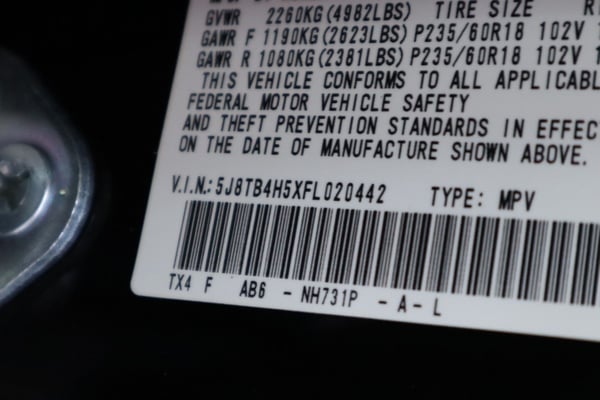 GVWR 2260KG(4982LBS) TIRE SIZE
GAWR F 1190KG(2623LBS) P235/60R18 102V
GAWR R 1080KG(2381LBS) P235/60R18 102V
THIS VEHICLE CONFORMS TO ALL APPLICABL
FEDERAL MOTOR VEHICLE SAFETY
AND THEFT PREVENTION STANDARDS IN EFFEC
ON THE DATE OF MANUFACTURE SHOWN ABOVE.
V.I.N.: 5J8TB4H5XFL020442 TYPE: MPV
TX4 F AB6 - NH731P - A - L